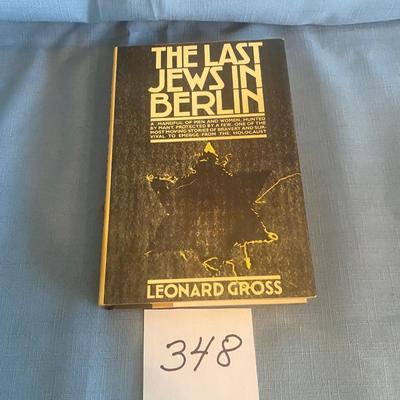 THE LAST
JEWS IN
BERLIN
A HANDFUL OF MEN AND WOMEN, HUNTED
BY MANY, PROTECTED BY A FEW. ONE OF THE
MOST MOVING STORIES OF BRAVERY AND SUR-
VIVAL TO EMERGE FROM THE HOLOCAUST
LEONARD GROSS
348